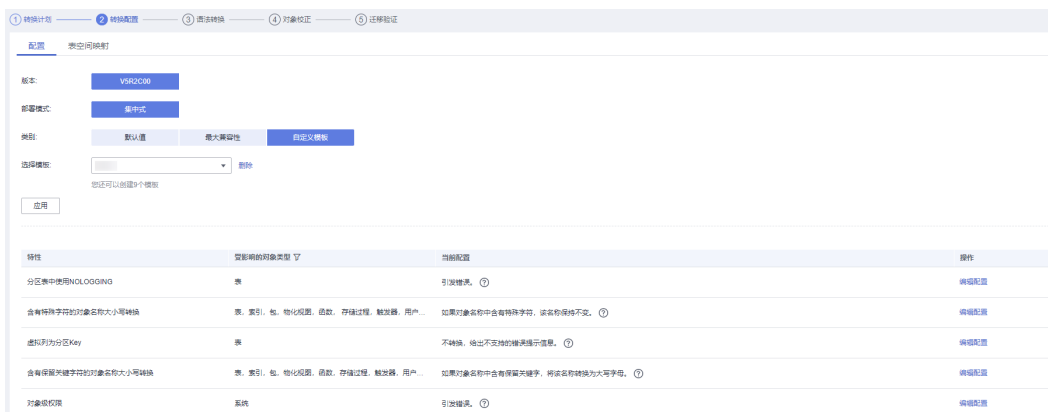 1 转换计划 2 转换配置 3 语法转换 4 对象校正 5 迁移验证
配置 表空间映射
版本: V5R2C00
部署模式: 集中式
类别: 默认值 最大兼容性 自定义模板
选择模板: 删除
您还可以创建9个模板
应用
特性 受影响的对象类型 当前配置 操作
分区表中使用NOLOGGING 表 引发错误。 编辑配置
含有特殊字符的对象名称大小写转换 表、索引、包、物化视图、函数、存储过程、触发器、用户... 如果对象名称中含有特殊字符，该名称保持不变。 编辑配置
虚拟列为分区Key 表 不转换，给出不支持的错误提示信息。 编辑配置
含有保留关键字符的对象名称大小写转换 表、索引、包、物化视图、函数、存储过程、触发器、用户... 如果对象名称中含有保留关键字，将该名称转换为大写字母。 编辑配置
对象级权限 系统 引发错误。 编辑配置